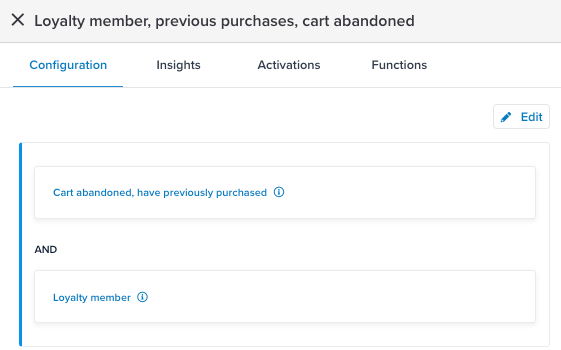 Loyalty member, previous purchases, cart abandoned
Configuration Insights Activations Functions
Edit
Cart abandoned, have previously purchased
AND
Loyalty member